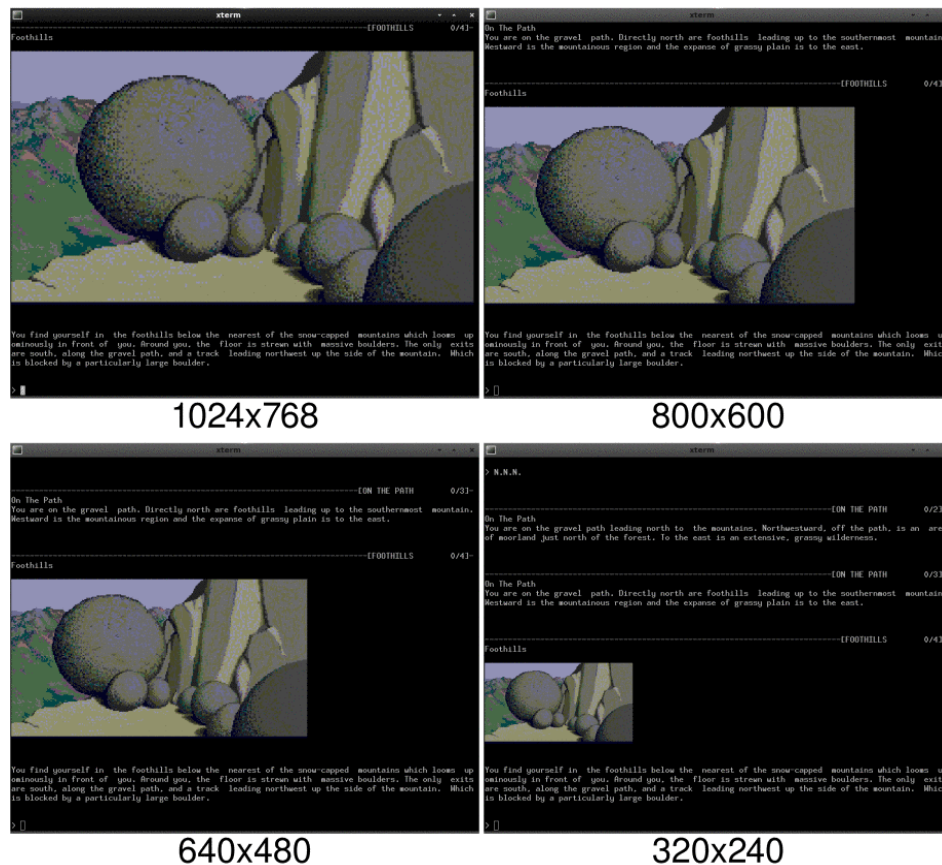 xterm
[FOOTHILLS 0/4]-
Foothills
You find yourself in the foothills below the nearest of the snow-capped mountains which looms up
ominously in front of you. Around you, the floor is strewn with massive boulders. The only exits
are south, along the gravel path, and a track leading northwest up the side of the mountain. Which
is blocked by a particularly large boulder.
>
1024x768
xterm
On The Path
You are on the gravel path. Directly north are foothills leading up to the southernmost mountain
Westward is the mountainous region and the expanse of grassy plain is to the east.
[FOOTHILLS 0/4]
Foothills
You find yourself in the foothills below the nearest of the snow-capped mountains which looms u
ominously in front of you. Around you, the floor is strewn with massive boulders. The only exit
are south, along the gravel path, and a track leading northwest up the side of the mountain. Whic
is blocked by a particularly large boulder.
>
800x600
xterm
[ON THE PATH 0/3]-
On The Path
You are on the gravel path. Directly north are foothills leading up to the southernmost mountain.
Westward is the mountainous region and the expanse of grassy plain is to the east.
[FOOTHILLS 0/4]-
Foothills
You find yourself in the foothills below the nearest of the snow-capped mountains which looms up
ominously in front of you. Around you, the floor is strewn with massive boulders. The only exits
are south, along the gravel path, and a track leading northwest up the side of the mountain. Which
is blocked by a particularly large boulder.
>
640x480
xterm
> N.N.N.
[ON THE PATH 0/2]
On The Path
You are on the gravel path leading north to the mountains. Northwestward, off the path, is an are
of moorland just north of the forest. To the east is an extensive, grassy wilderness.
[ON THE PATH 0/3]
On The Path
You are on the gravel path. Directly north are foothills leading up to the southernmost mountain
Westward is the mountainous region and the expanse of grassy plain is to the east.
[FOOTHILLS 0/4]
Foothills
You find yourself in the foothills below the nearest of the snow-capped mountains which looms u
ominously in front of you. Around you, the floor is strewn with massive boulders. The only exit
are south, along the gravel path, and a track leading northwest up the side of the mountain. Whic
is blocked by a particularly large boulder.
>
320x240